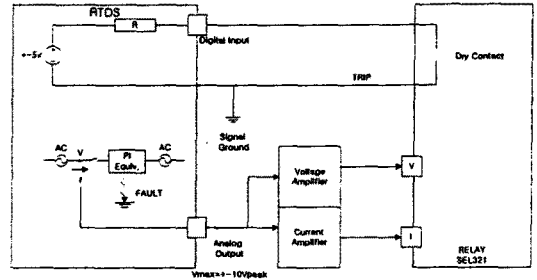 RTDS
R
Digital Input
+-5v
Dry Contact
TRIP
Signal
Ground
AC
V
PI
Equiv.
AC
I
FAULT
Voltage
Amplifier
V
Analog
Output
Current
Amplifier
I
RELAY
SEL321
Vmax=+-10Vpeak